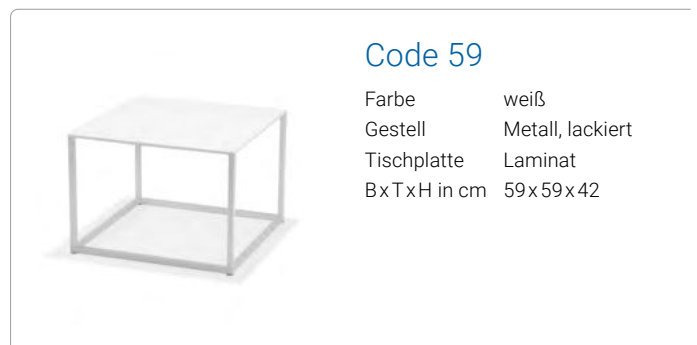 Code 59
Farbe weiß
Gestell Metall, lackiert
Tischplatte Laminat
BxTxH in cm 59x59x42